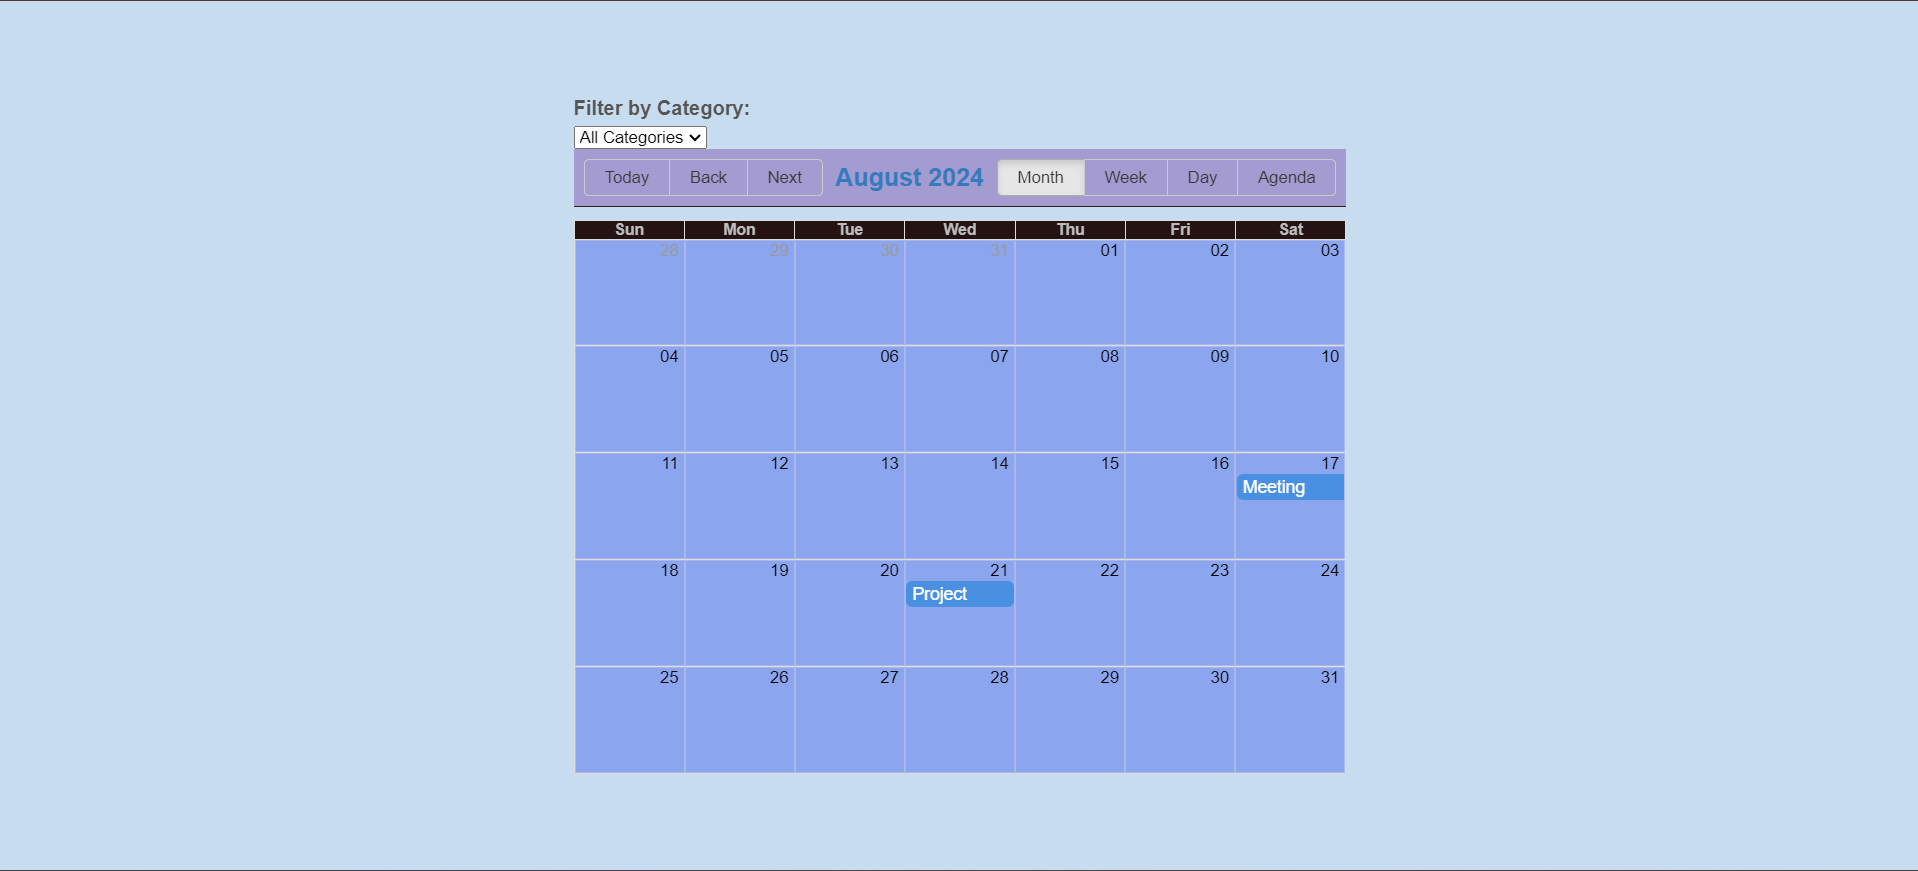 Filter by Category:
All Categories
Today Back Next August 2024 Month Week Day Agenda
Sun Mon Tue Wed Thu Fri Sat
28 29 30 31 01 02 03
04 05 06 07 08 09 10
11 12 13 14 15 16 17
Meeting
18 19 20 21 22 23 24
Project
25 26 27 28 29 30 31